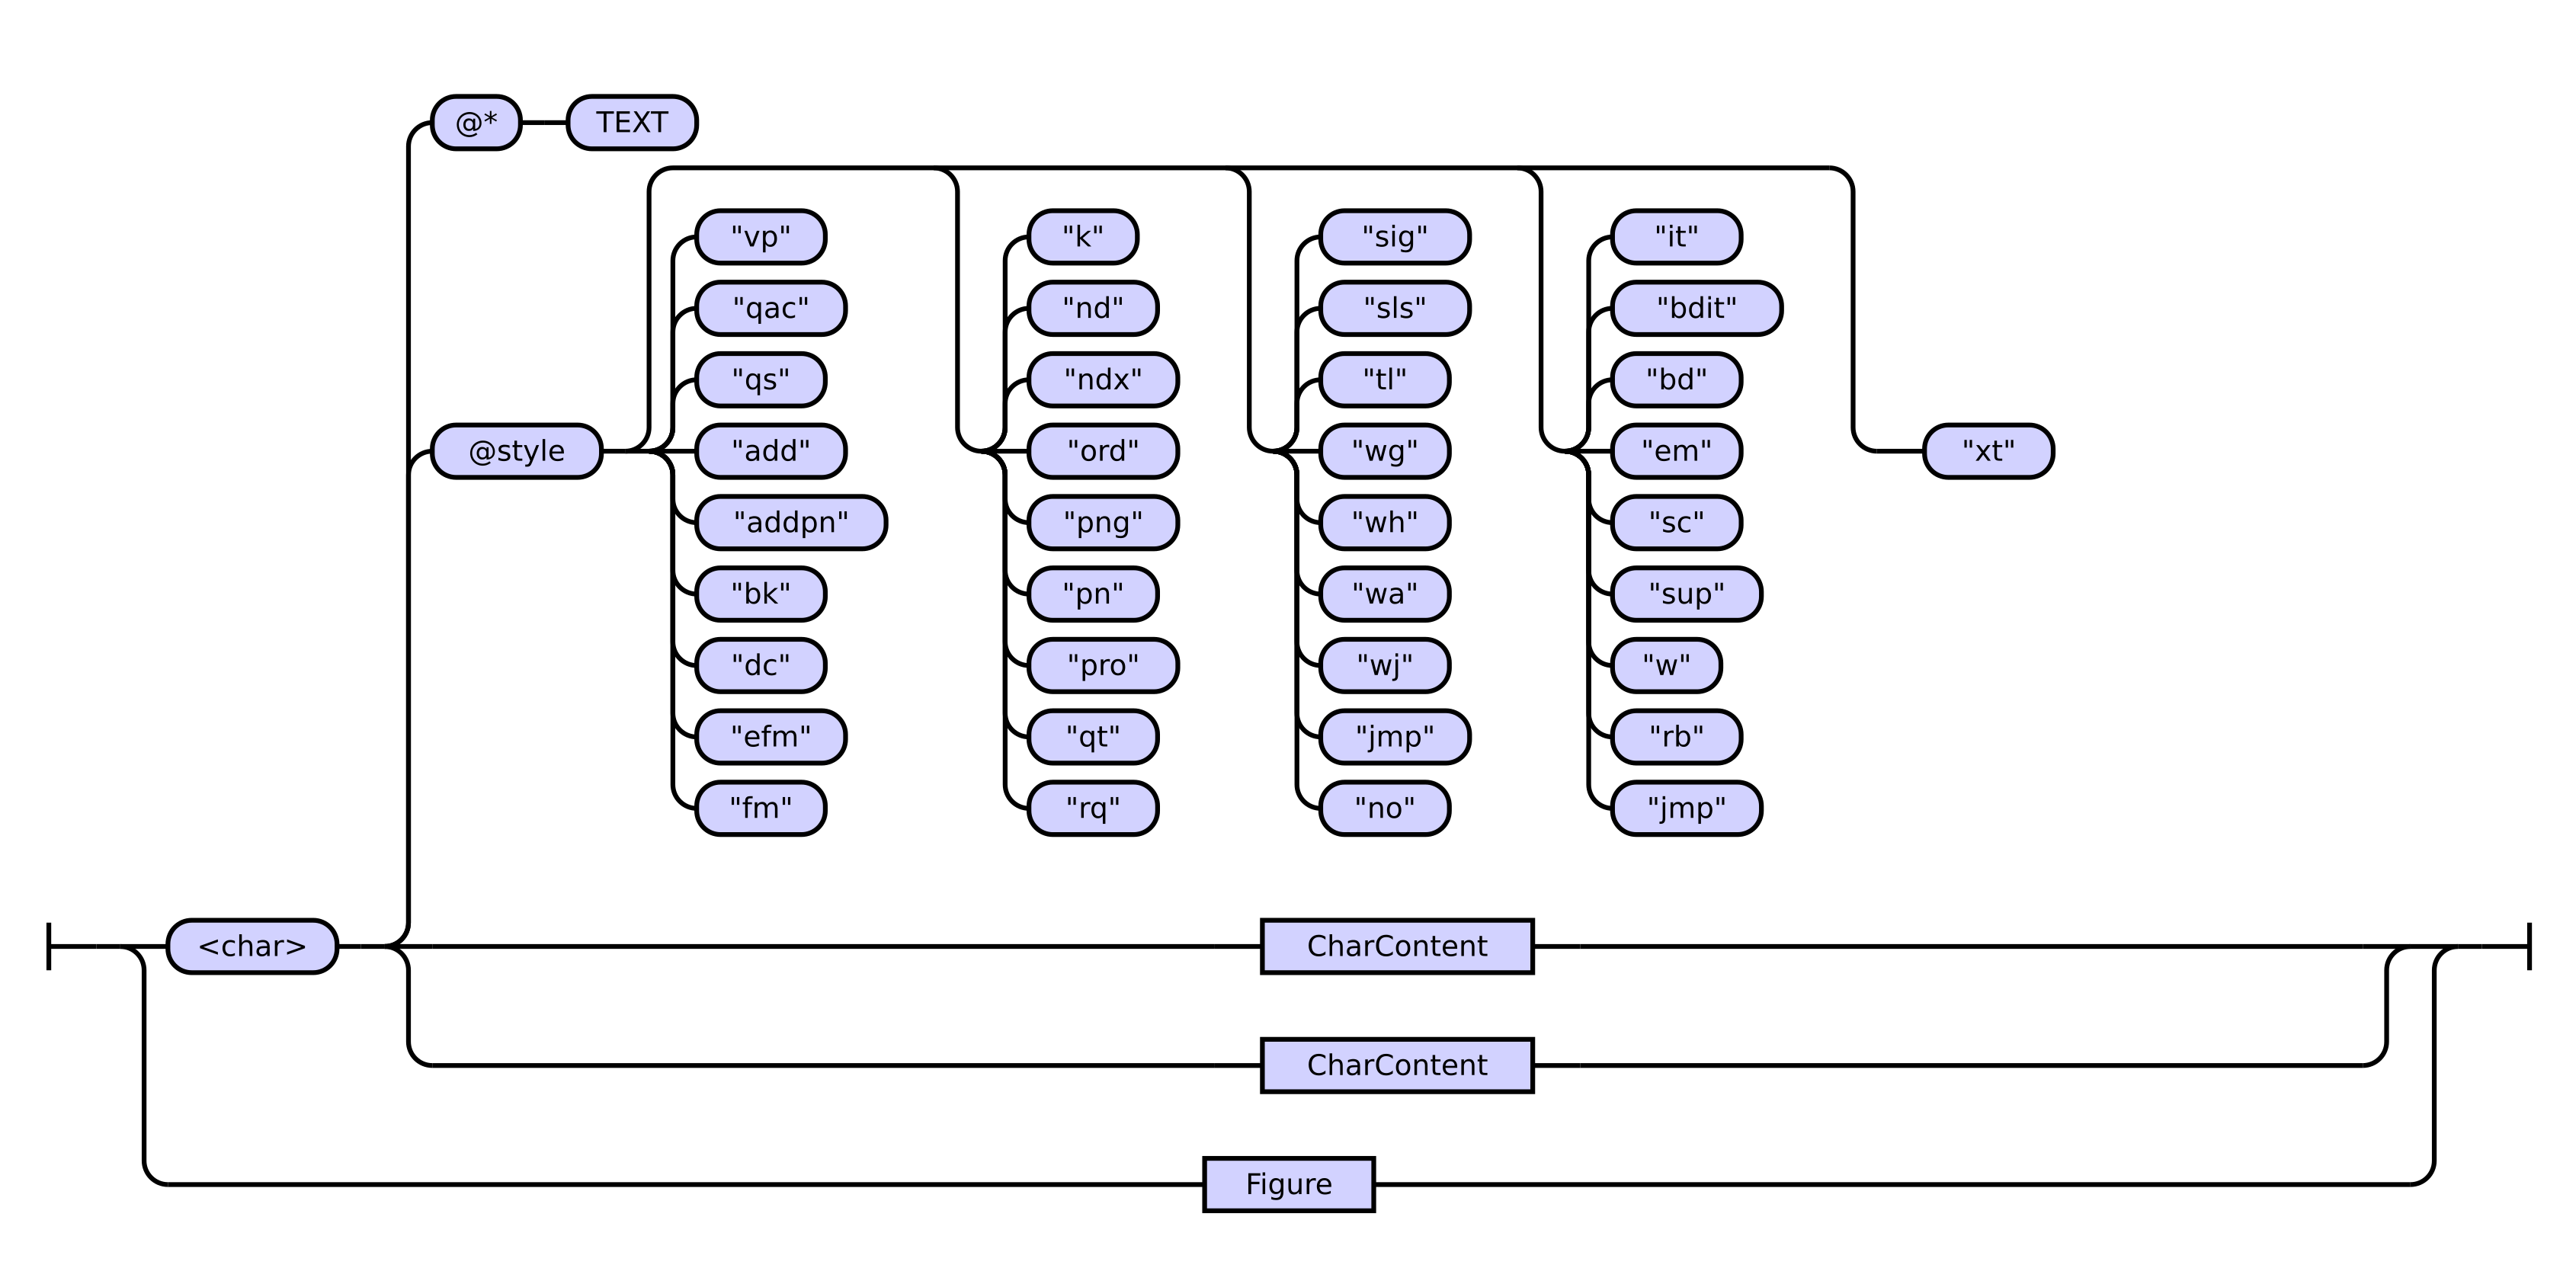 @* TEXT
"vp" "k" "sig" "it"
"qac" "nd" "sls" "bdit"
"qs" "ndx" "tl" "bd"
@style "add" "ord" "wg" "em" "xt"
"addpn" "png" "wh" "sc"
"bk" "pn" "wa" "sup"
"dc" "pro" "wj" "w"
"efm" "qt" "jmp" "rb"
"fm" "rq" "no" "jmp"
<char> CharContent
CharContent
Figure